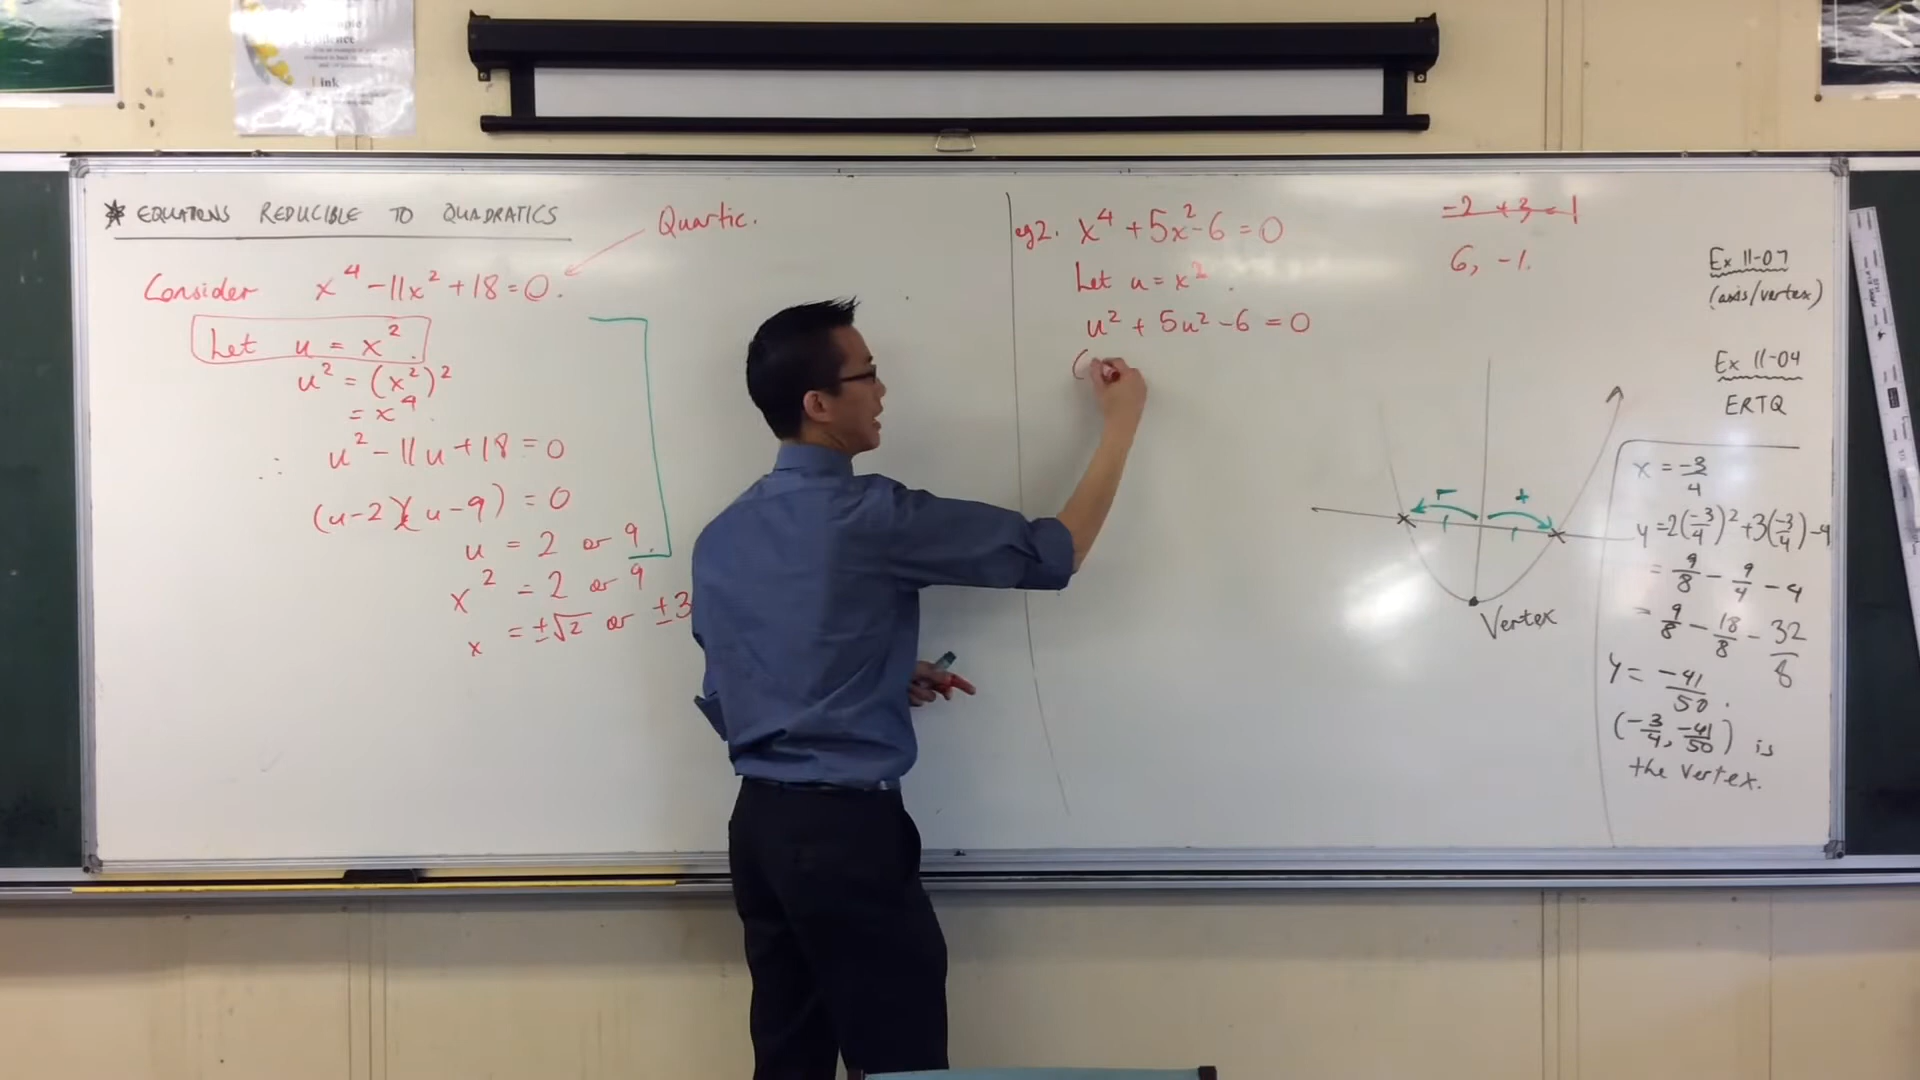 ★ EQUATIONS REDUCIBLE TO QUADRATICS
Quartic.
Consider x⁴ - 11x² + 18 = 0.
Let u = x².
u² = (x²)²
= x⁴.
∴ u² - 11u + 18 = 0
(u-2)(u-9) = 0
u = 2 or 9.
x² = 2 or 9
x = ±√2 or ±3
eg2. x⁴ + 5x² - 6 = 0
Let u = x².
u² + 5u² - 6 = 0
(
-2 + 3 = 1
6, -1.
- +
Vertex
Ex 11-07
(axis/vertex)
Ex 11-04
ERTQ
x = -3/4
y = 2(-3/4)² + 3(-3/4) - 4
= 9/8 - 9/4 - 4
= 9/8 - 18/8 - 32/8
y = -41/50.
(-3/4, -41/50) is
the vertex.
ink